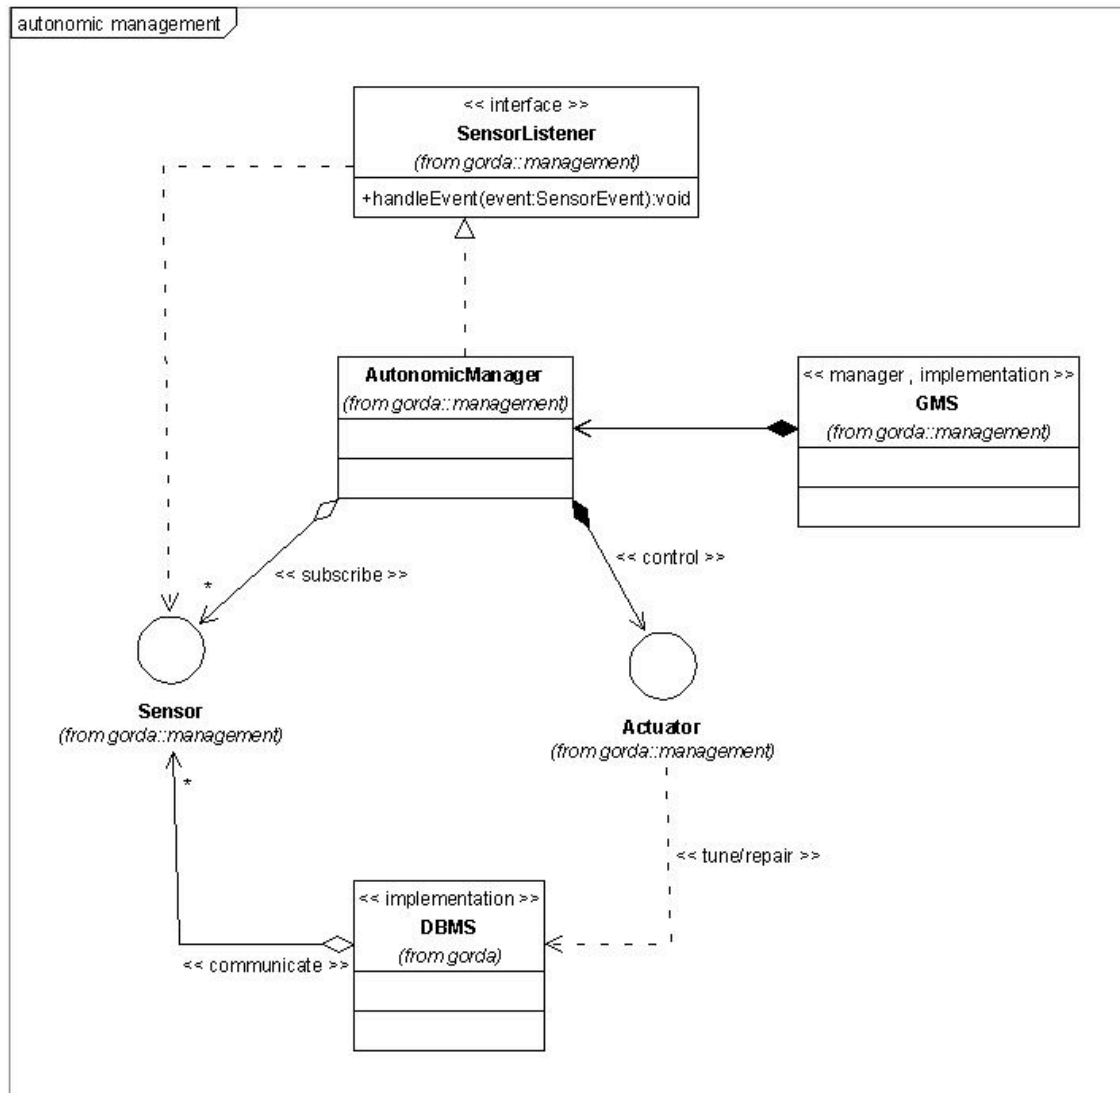 autonomic management
<< interface >>
SensorListener
(from gorda::management)
+handleEvent(event:SensorEvent):void
AutonomicManager
(from gorda::management)
<< manager , implementation >>
GMS
(from gorda::management)
<< control >>
<< subscribe >>
*
Sensor
(from gorda::management)
Actuator
(from gorda::management)
*
<< tune/repair >>
<< implementation >>
DBMS
(from gorda)
<< communicate >>